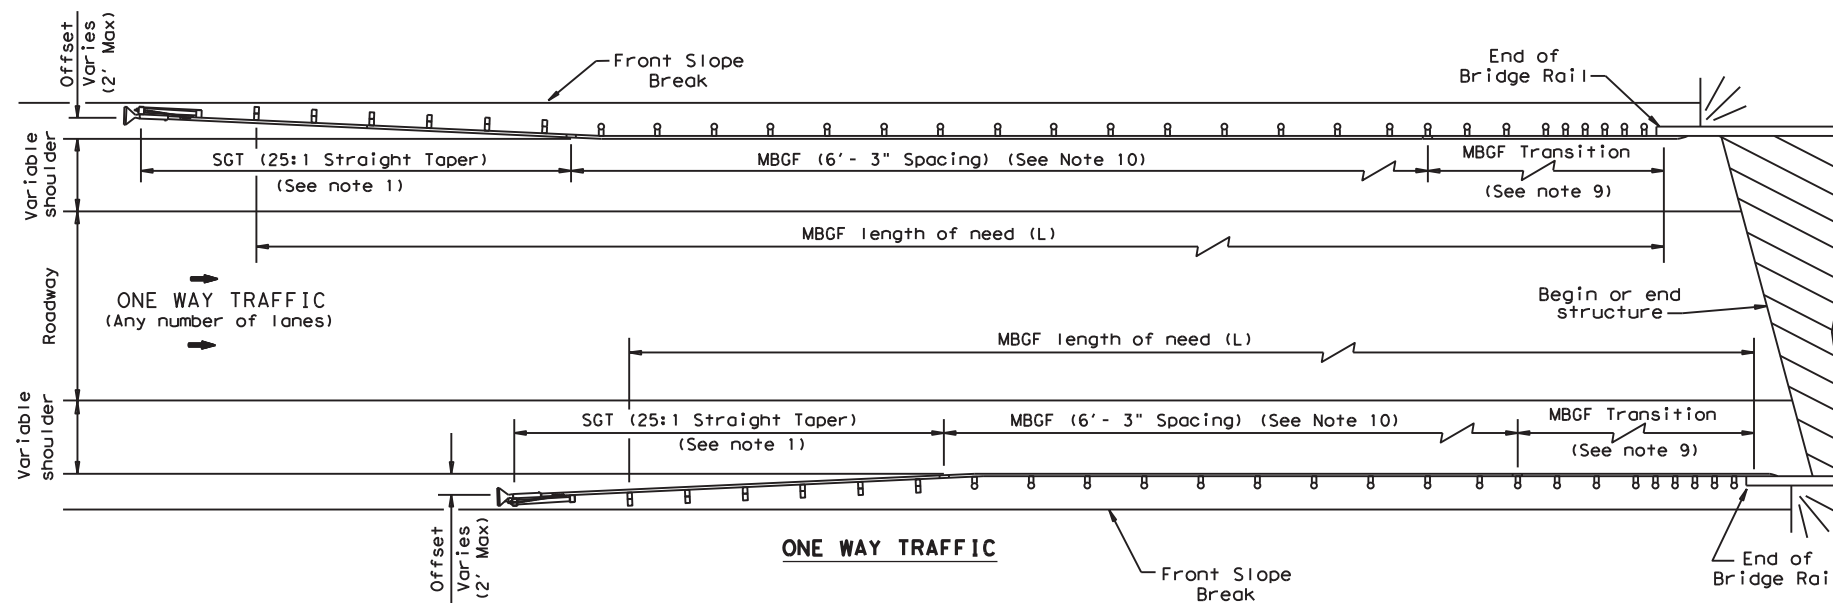 Offset
Varies
(2' Max)
Front Slope
Break
End of
Bridge Rail
Variable
shoulder
SGT (25:1 Straight Taper)
(See note 1)
MBGF (6'- 3" Spacing) (See Note 10)
MBGF Transition
(See note 9)
MBGF length of need (L)
Roadway
ONE WAY TRAFFIC
(Any number of lanes)
Begin or end
structure
MBGF length of need (L)
Variable
shoulder
SGT (25:1 Straight Taper)
(See note 1)
MBGF (6'- 3" Spacing) (See Note 10)
MBGF Transition
(See note 9)
Offset
Varies
(2' Max)
ONE WAY TRAFFIC
Front Slope
Break
End of
Bridge Rai